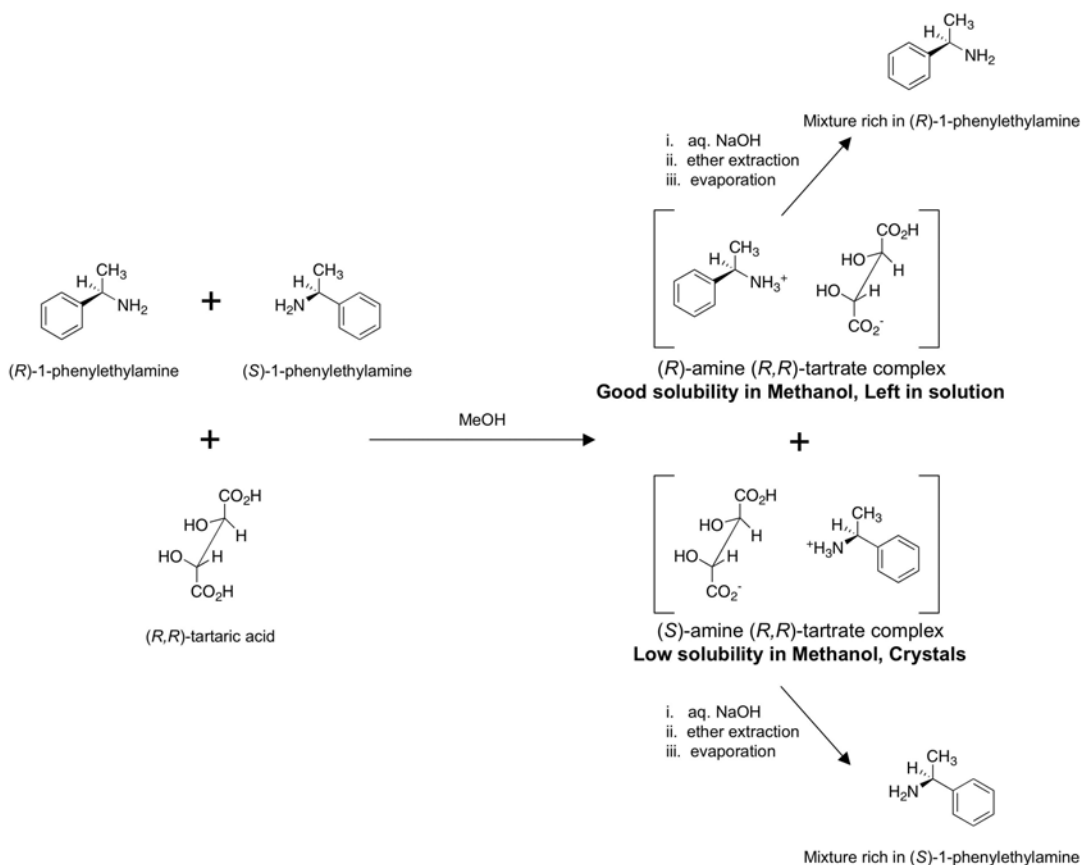 H
CH₃
NH₂
Mixture rich in (R)-1-phenylethylamine
i. aq. NaOH
ii. ether extraction
iii. evaporation
H
CH₃
NH₃⁺
CO₂H
HO
H
HO
H
CO₂⁻
(R)-amine (R,R)-tartrate complex
Good solubility in Methanol, Left in solution
H
CH₃
NH₂
(R)-1-phenylethylamine
+
H
CH₃
H₂N
(S)-1-phenylethylamine
+
CO₂H
HO
H
HO
H
CO₂H
(R,R)-tartaric acid
MeOH
+
CO₂H
HO
H
HO
H
CO₂⁻
H
CH₃
⁺H₃N
(S)-amine (R,R)-tartrate complex
Low solubility in Methanol, Crystals
i. aq. NaOH
ii. ether extraction
iii. evaporation
H
CH₃
H₂N
Mixture rich in (S)-1-phenylethylamine